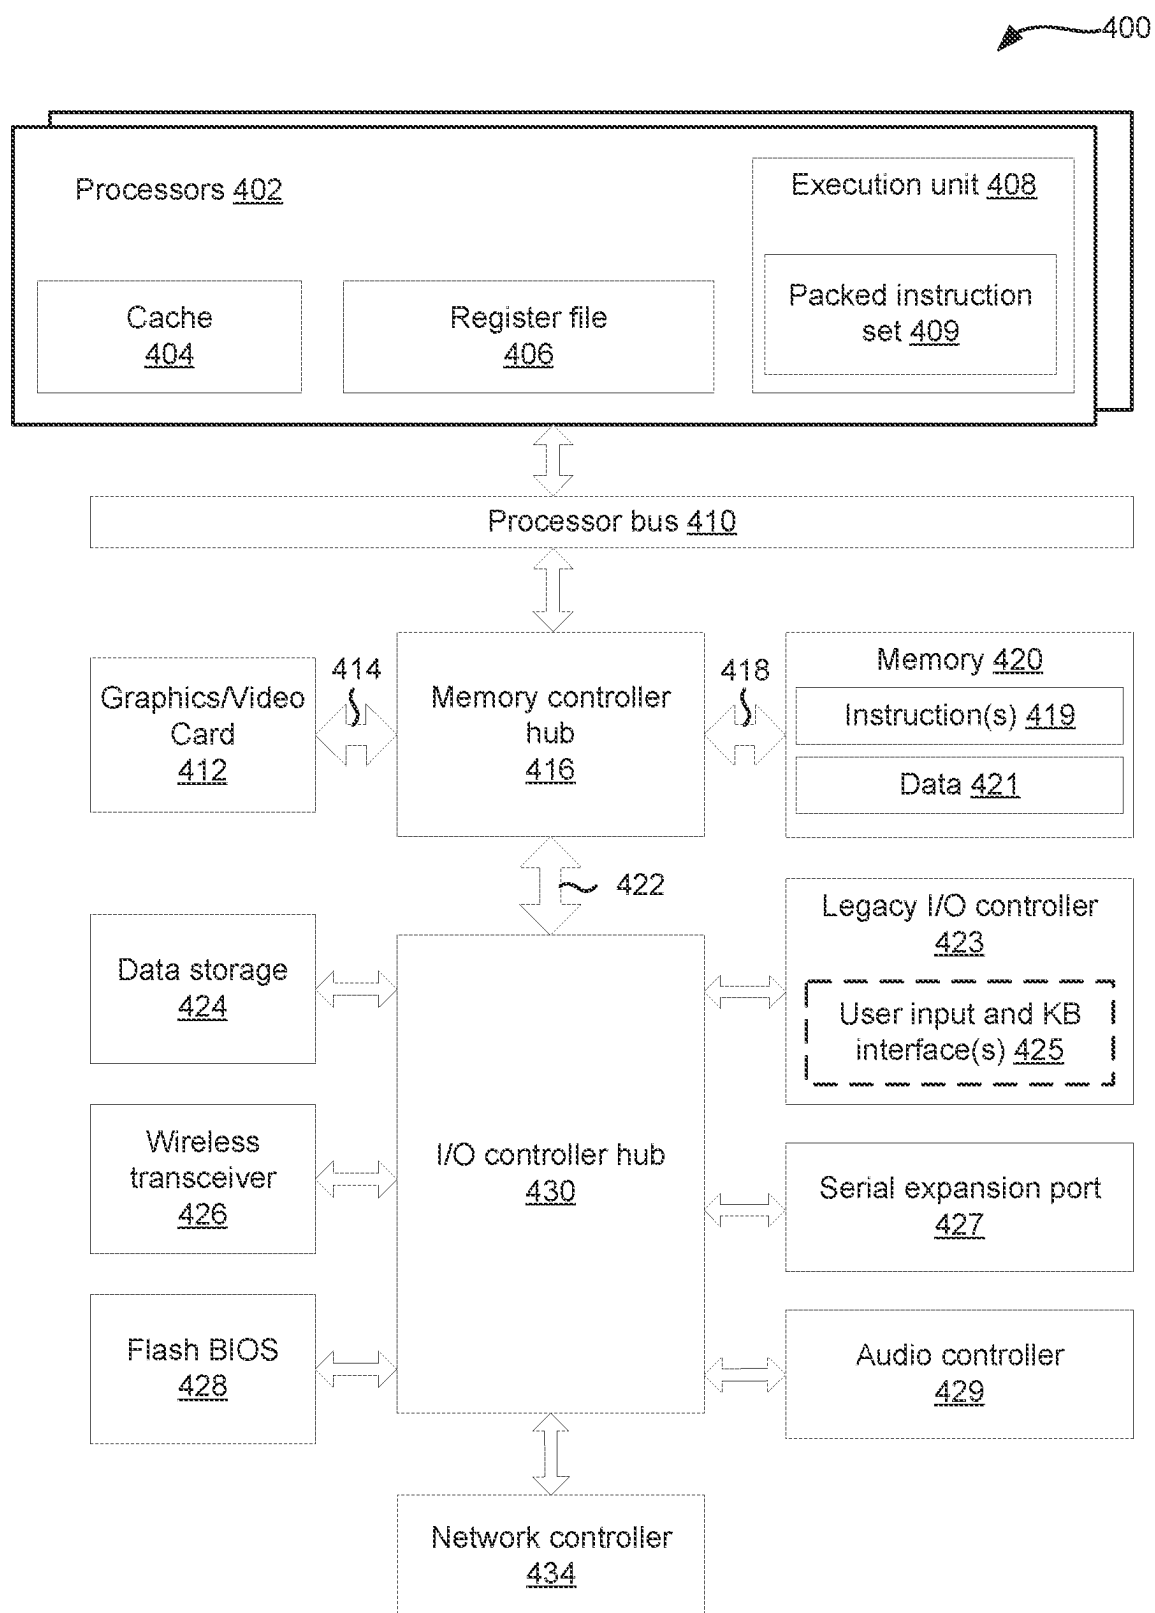 400
Processors 402
Execution unit 408
Cache
404
Register file
406
Packed instruction
set 409
Processor bus 410
Graphics/Video
Card
412
414
Memory controller
hub
416
418
Memory 420
Instruction(s) 419
Data 421
422
Data storage
424
Legacy I/O controller
423
User input and KB
interface(s) 425
Wireless
transceiver
426
I/O controller hub
430
Serial expansion port
427
Flash BIOS
428
Audio controller
429
Network controller
434